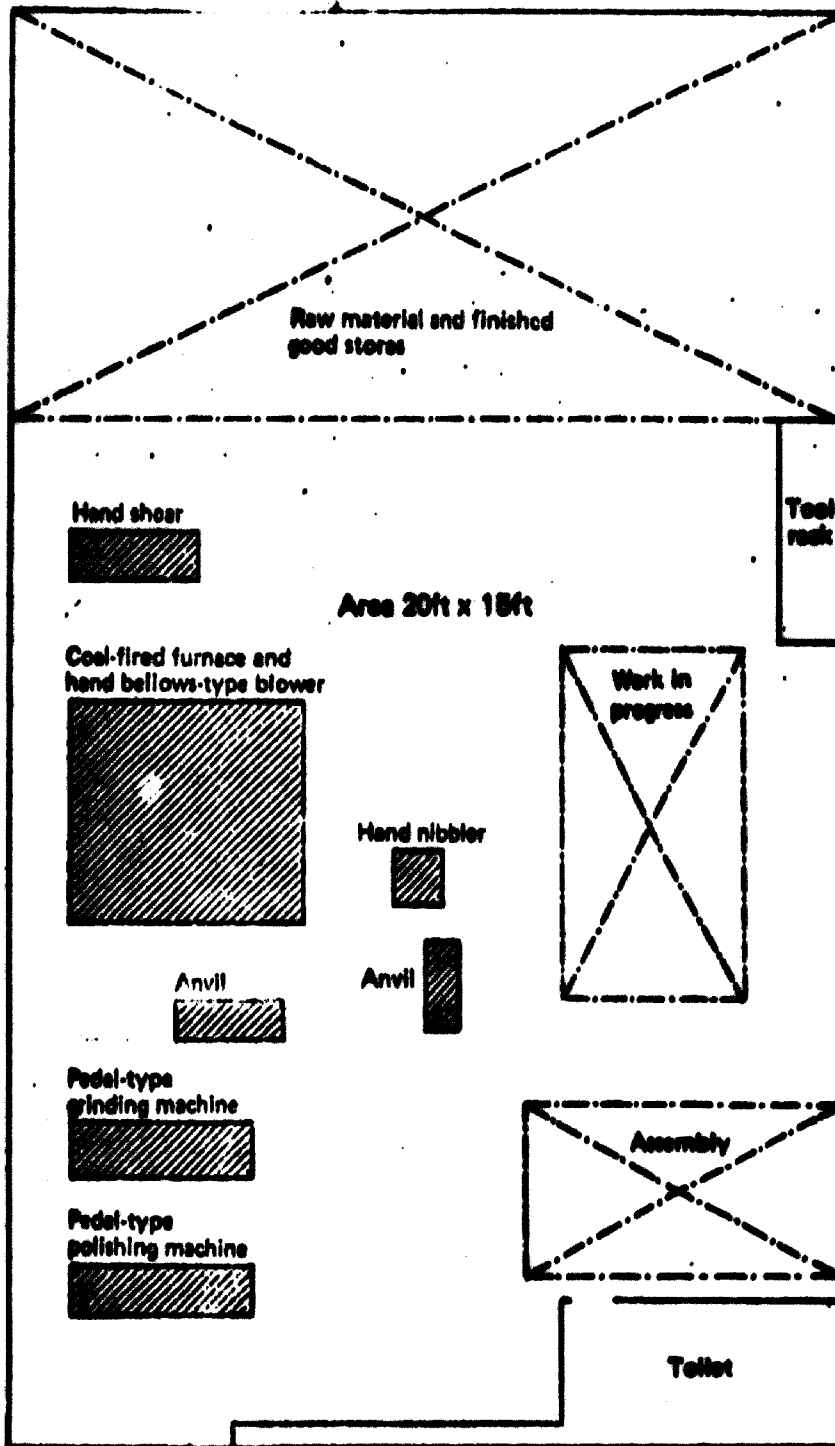 Raw material and finished
good stores
Hand shear
Tool
rack
Area 20ft x 15ft
Coal-fired furnace and
hand bellows-type blower
Work in
progress
Hand nibbler
Anvil
Anvil
Pedal-type
grinding machine
Assembly
Pedal-type
polishing machine
Toilet